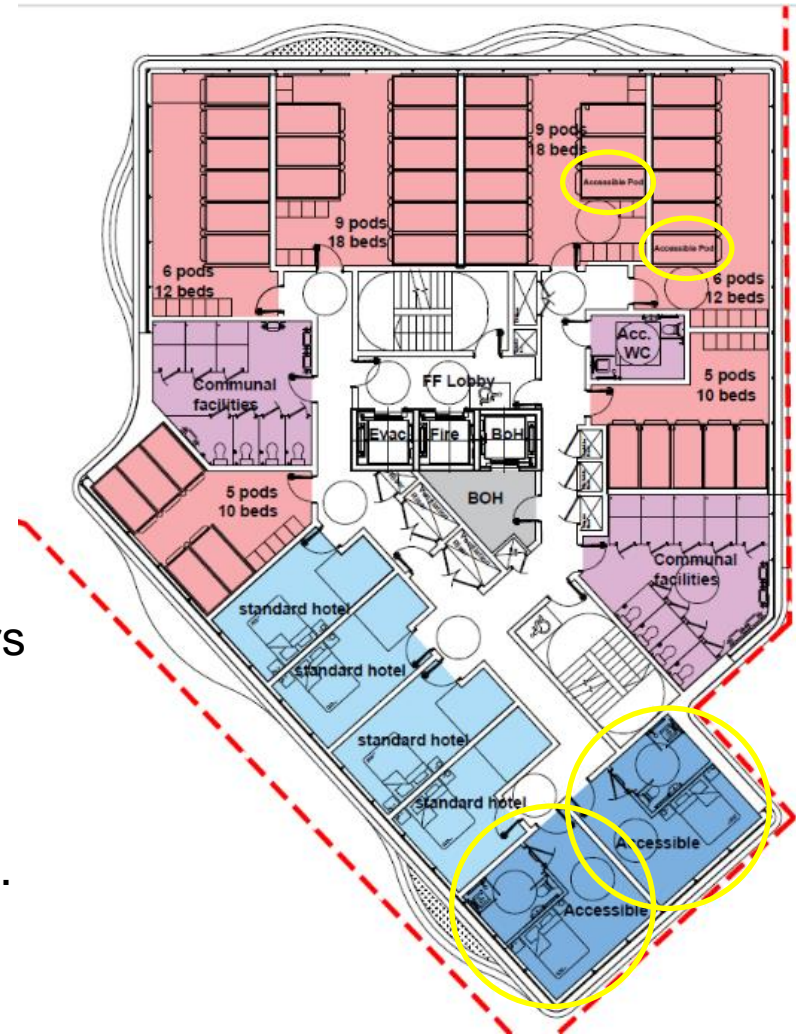 9 pods
18 beds
Accessible Pod
9 pods
18 beds
Accessible Pod
6 pods
12 beds
6 pods
12 beds
Acc.
WC
Communal
facilities
FF Lobby
5 pods
10 beds
Evac
Fire
BoH
5 pods
10 beds
BOH
Communal
facilities
standard hotel
ys
standard hotel
standard hotel
standard hotel
Accessible
.
Accessible